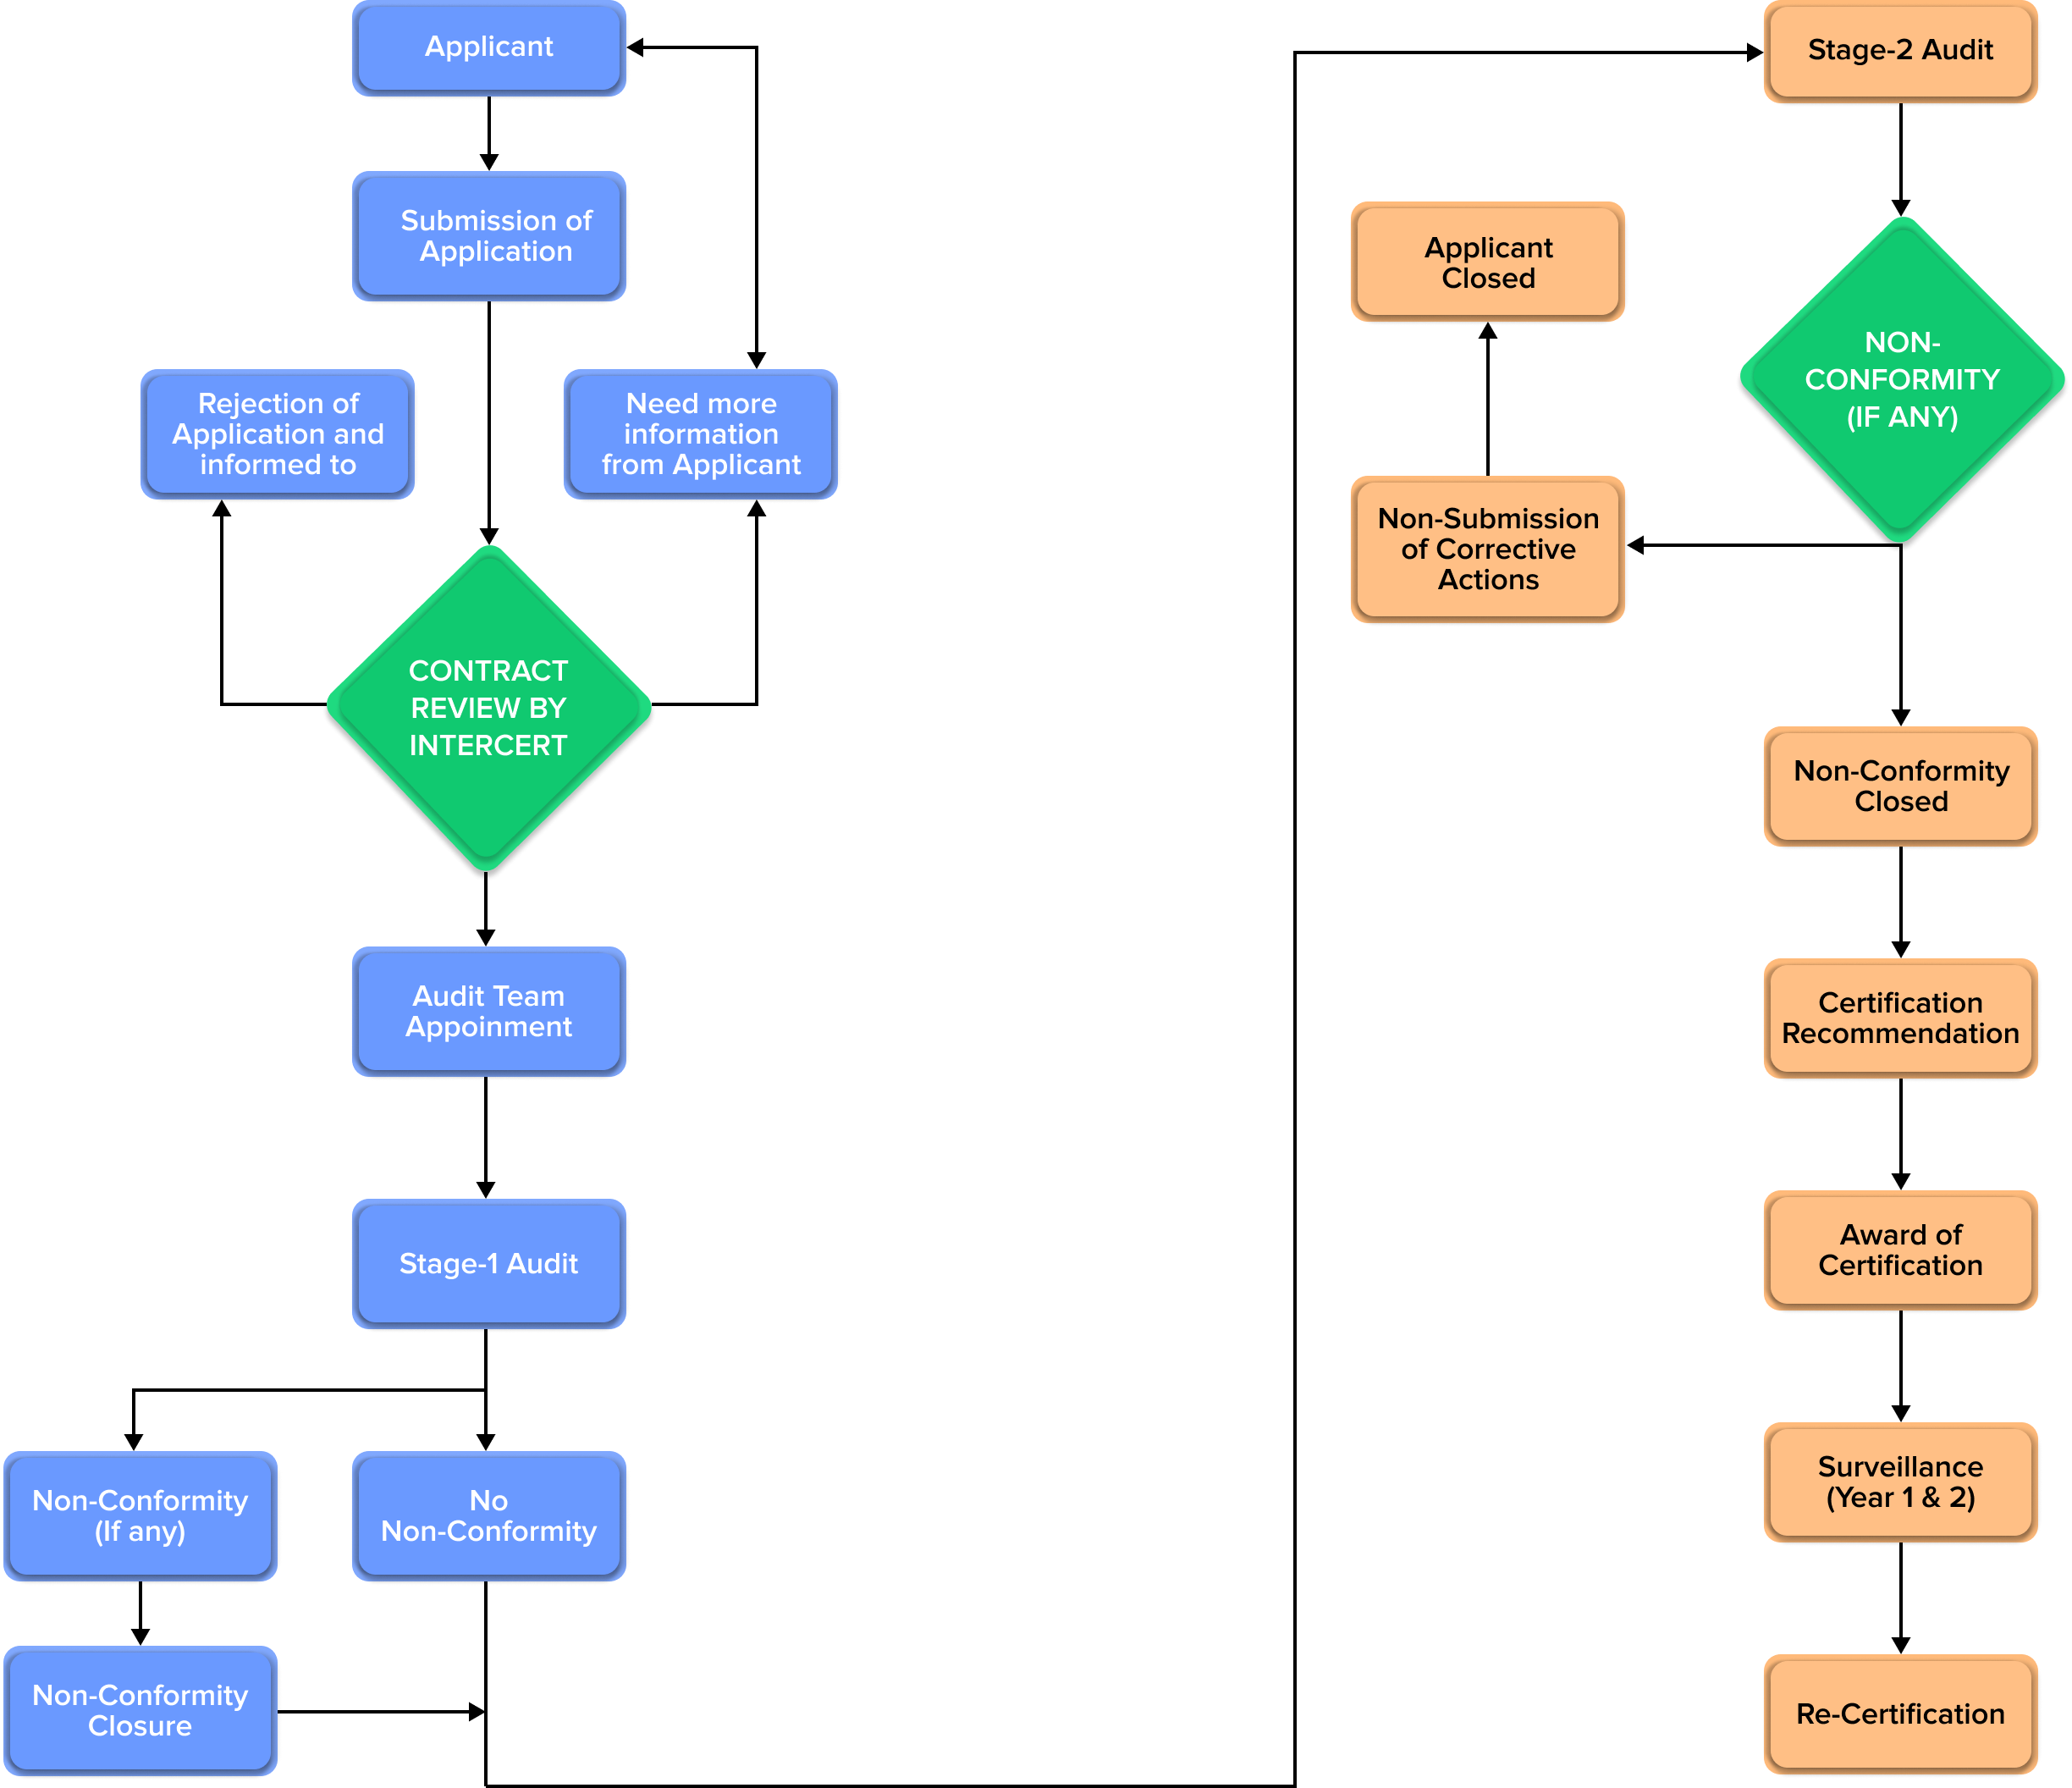 Applicant
Submission of
Application
Rejection of
Application and
informed to
Need more
information
from Applicant
CONTRACT
REVIEW BY
INTERCERT
Audit Team
Appoinment
Stage-1 Audit
Non-Conformity
(If any)
No
Non-Conformity
Non-Conformity
Closure
Stage-2 Audit
NON-
CONFORMITY
(IF ANY)
Applicant
Closed
Non-Submission
of Corrective
Actions
Non-Conformity
Closed
Certification
Recommendation
Award of
Certification
Surveillance
(Year 1 & 2)
Re-Certification